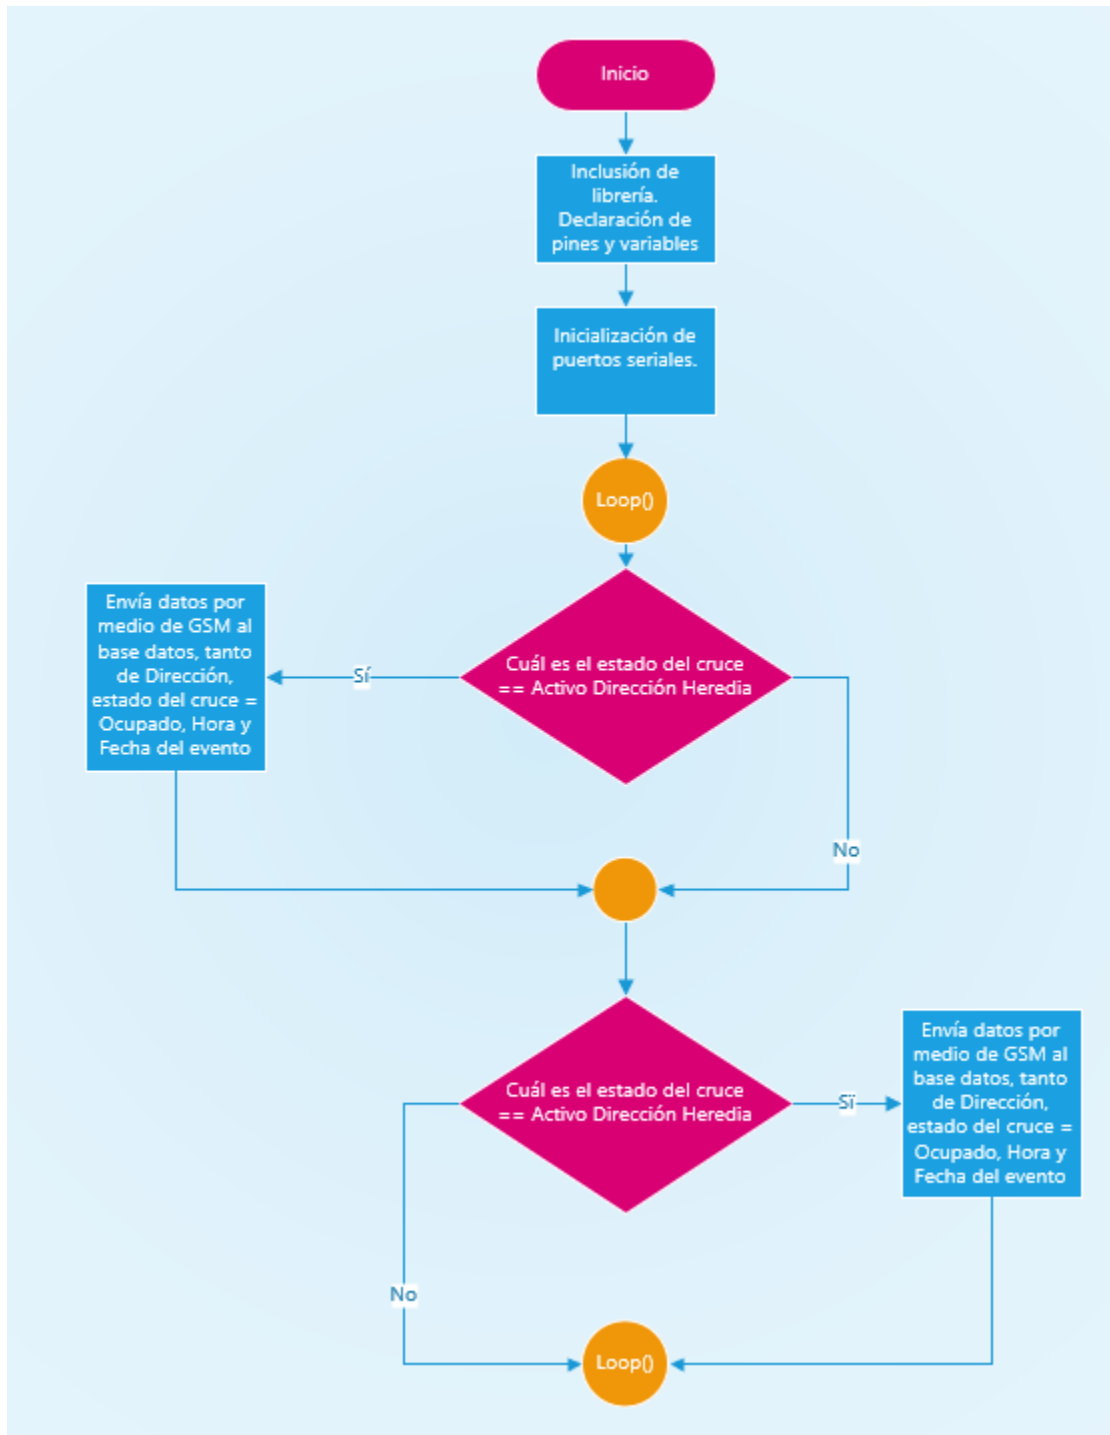 Inicio
Inclusión de
librería.
Declaración de
pines y variables
Inicialización de
puertos seriales.
Loop()
Cuál es el estado del cruce
== Activo Dirección Heredia
Sí
Envía datos por
medio de GSM al
base datos, tanto
de Dirección,
estado del cruce =
Ocupado, Hora y
Fecha del evento
No
Cuál es el estado del cruce
== Activo Dirección Heredia
Sï
Envía datos por
medio de GSM al
base datos, tanto
de Dirección,
estado del cruce =
Ocupado, Hora y
Fecha del evento
No
Loop()